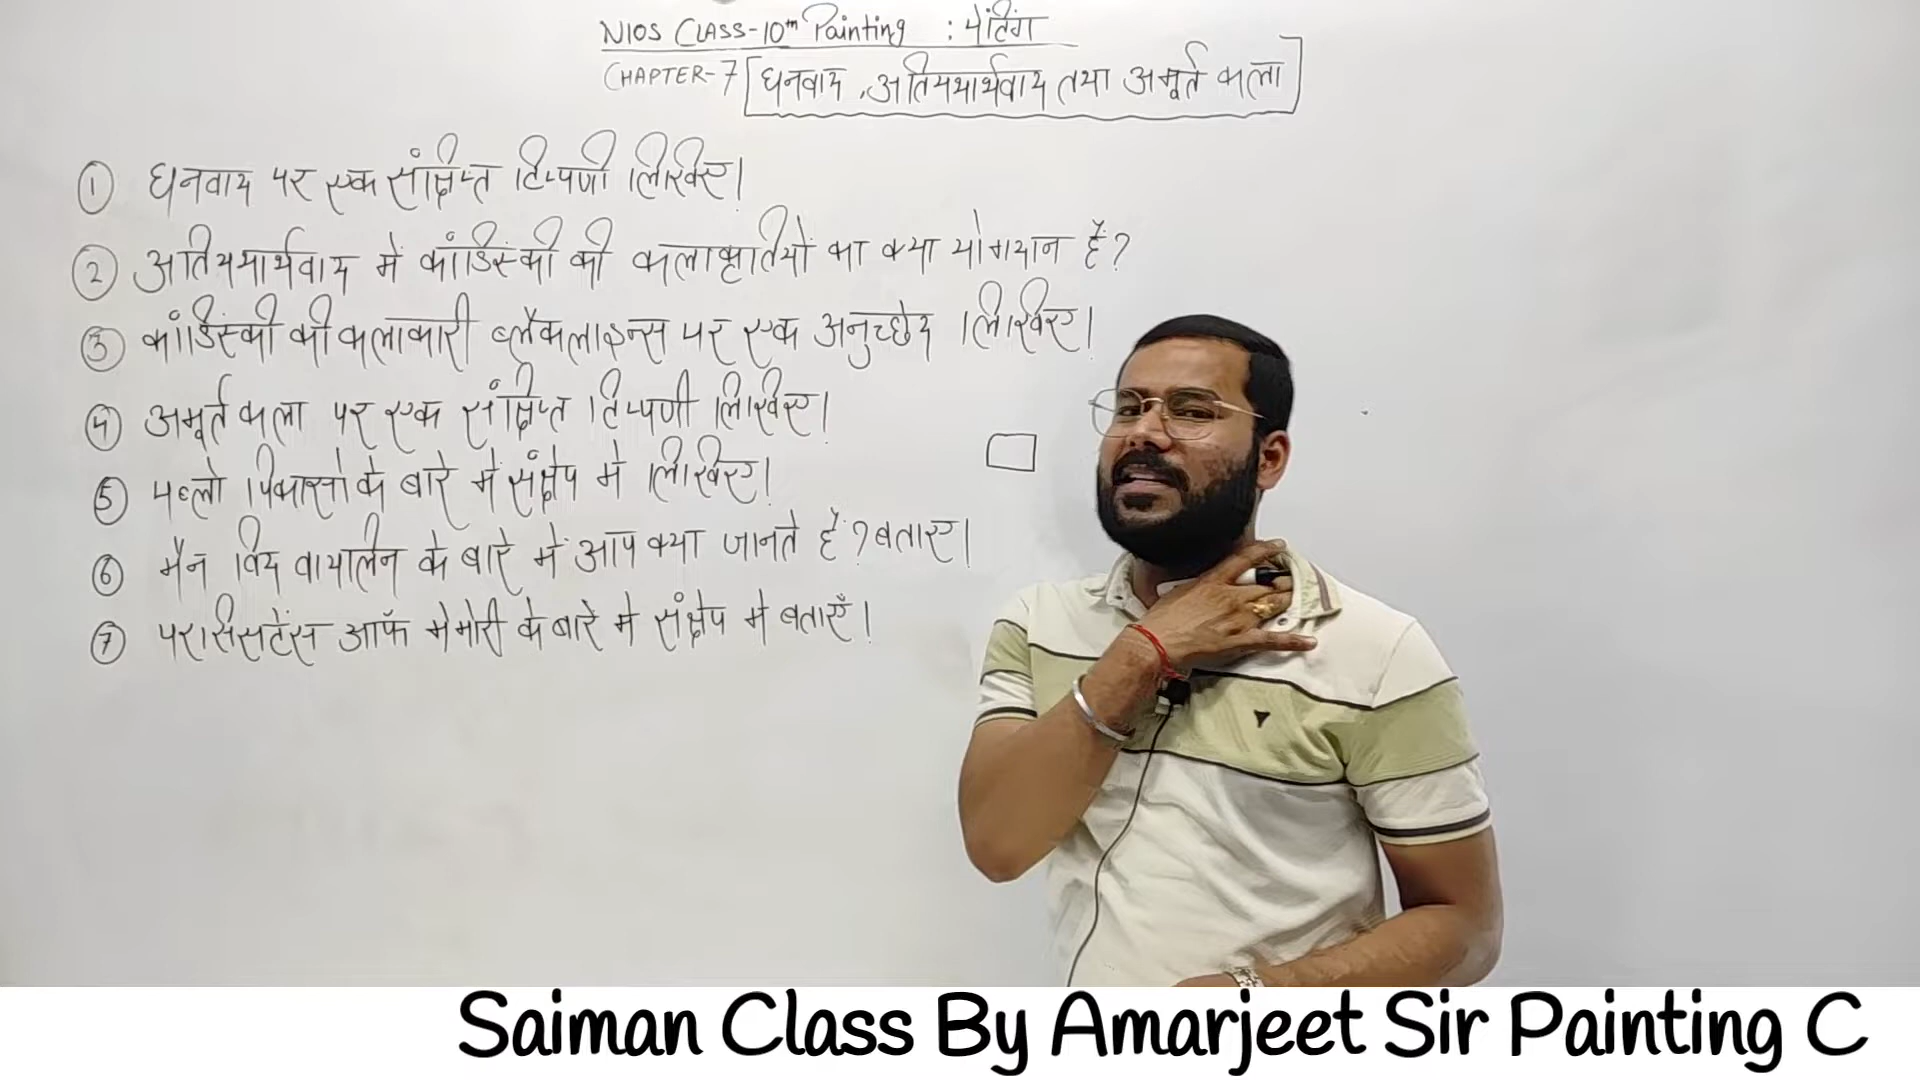 NIOS CLASS-10th Painting : पेंटिंग
CHAPTER-7 घनवाद, अतियथार्थवाद तथा अमूर्त कला
① घनवाद पर एक संक्षिप्त टिप्पणी लिखिए।
② अतियथार्थवाद में कांडिंस्की की कलाकृतियों का क्या योगदान है?
③ कांडिंस्की की कलाकारी ब्लैकलाइन्स पर एक अनुच्छेद लिखिए।
④ अमूर्त कला पर एक संक्षिप्त टिप्पणी लिखिए।
⑤ पब्लो पिकासो के बारे में संक्षेप में लिखिए।
⑥ मैन विद वायालिन के बारे में आप क्या जानते हैं? बताए।
⑦ परसिसटेंस ऑफ मेमोरी के बारे में संक्षेप में बताएँ।
Saiman Class By Amarjeet Sir Painting C